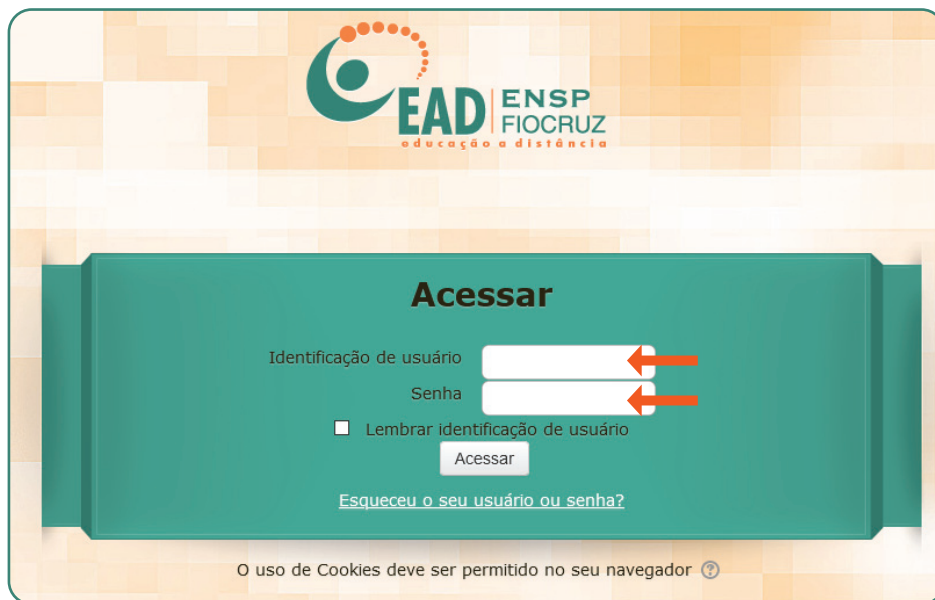 EAD ENSP
FIOCRUZ
educação a distância
Acessar
Identificação de usuário
Senha
Lembrar identificação de usuário
Acessar
Esqueceu o seu usuário ou senha?
O uso de Cookies deve ser permitido no seu navegador ?